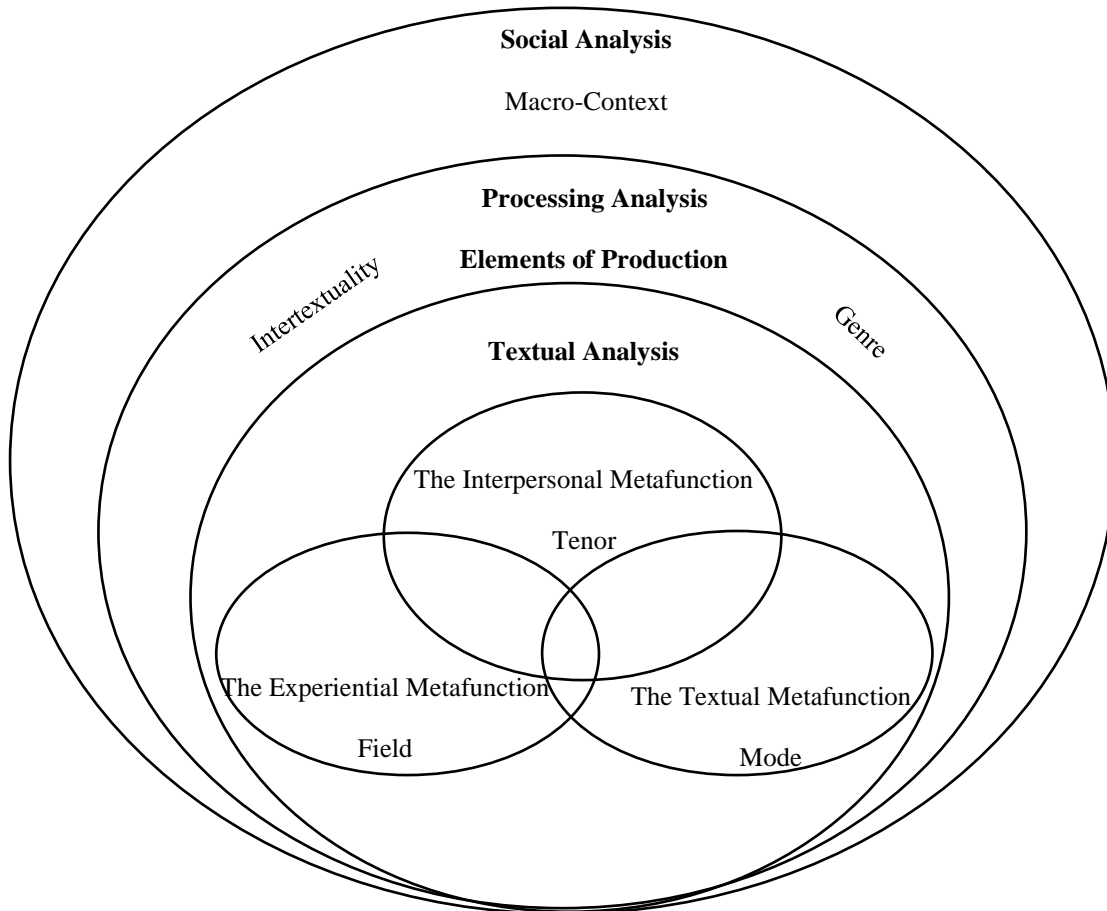 Social Analysis
Macro-Context
Processing Analysis
Elements of Production
Intertextuality
Genre
Textual Analysis
The Interpersonal Metafunction
Tenor
The Experiential Metafunction
Field
The Textual Metafunction
Mode